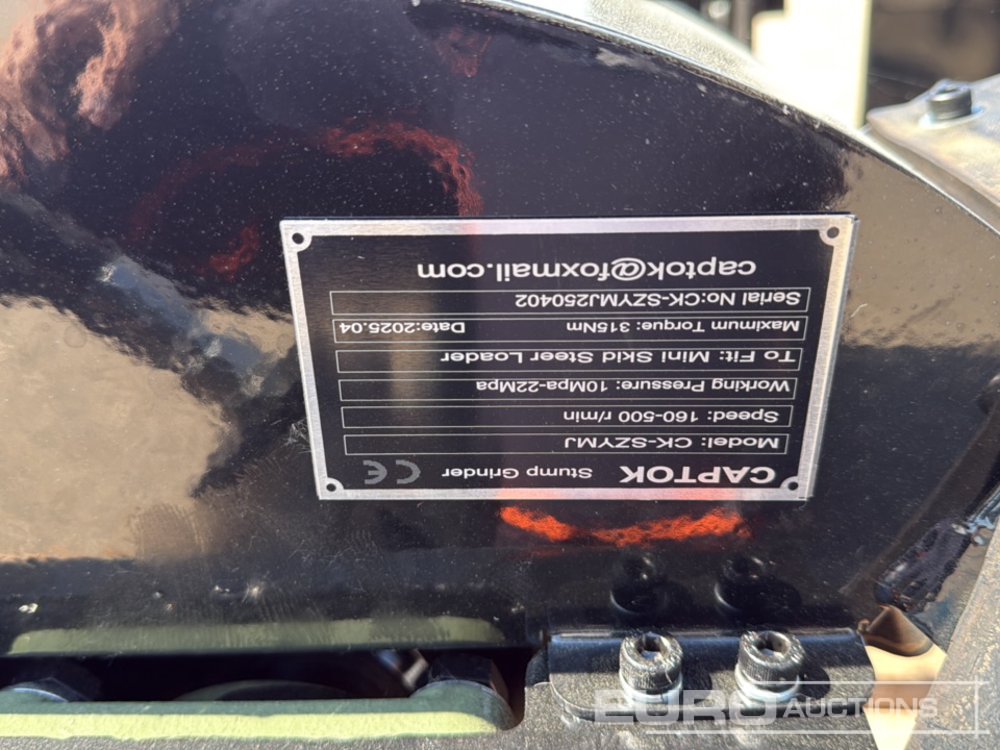 CAPTOK Stump Grinder CE
Model: CK-SZYMJ
Speed: 160-500 r/min
Working Pressure: 10Mpa-22Mpa
To Fit: Mini Skid Steer Loader
Maximum Torque: 315Nm Date:2025.04
Serial No:CK-SZYMJ250402
captok@foxmail.com
EURO AUCTIONS